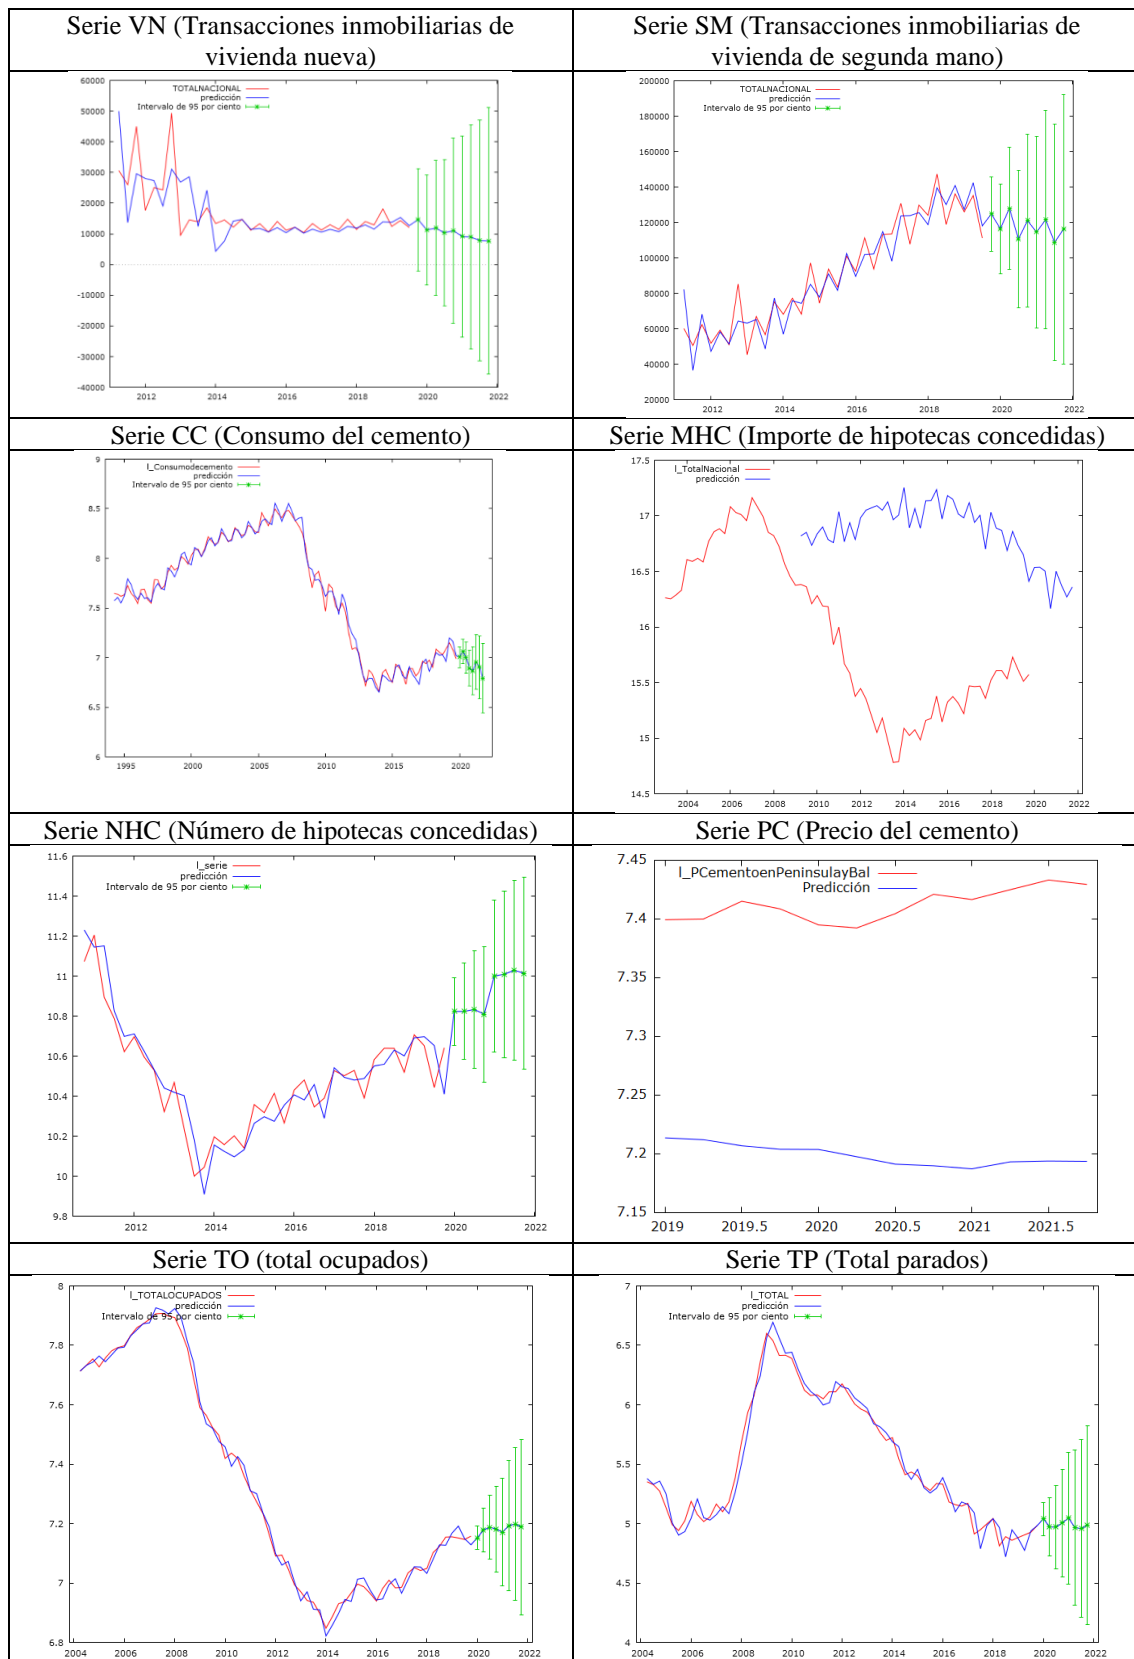 Serie VN (Transacciones inmobiliarias de
vivienda nueva)
Serie SM (Transacciones inmobiliarias de
vivienda de segunda mano)
60000
50000
40000
30000
20000
10000
0
-10000
-20000
-30000
-40000
TOTALNACIONAL
predicción
Intervalo de 95 por ciento
2012 2014 2016 2018 2020 2022
200000
180000
160000
140000
120000
100000
80000
60000
40000
20000
TOTALNACIONAL
predicción
Intervalo de 95 por ciento
2012 2014 2016 2018 2020 2022
Serie CC (Consumo del cemento)
Serie MHC (Importe de hipotecas concedidas)
9
8.5
8
7.5
7
6.5
6
l_Consumodecemento
predicción
Intervalo de 95 por ciento
1995 2000 2005 2010 2015 2020
17.5
17
16.5
16
15.5
15
14.5
l_TotalNacional
predicción
2004 2006 2008 2010 2012 2014 2016 2018 2020 2022
Serie NHC (Número de hipotecas concedidas)
Serie PC (Precio del cemento)
11.6
11.4
11.2
11
10.8
10.6
10.4
10.2
10
9.8
l_serie
predicción
Intervalo de 95 por ciento
2012 2014 2016 2018 2020 2022
7.45
7.4
7.35
7.3
7.25
7.2
7.15
l_PCementoenPeninsulayBal
Predicción
2019 2019.5 2020 2020.5 2021 2021.5
Serie TO (total ocupados)
Serie TP (Total parados)
8
7.8
7.6
7.4
7.2
7
6.8
l_TOTALOCUPADOS
predicción
Intervalo de 95 por ciento
2004 2006 2008 2010 2012 2014 2016 2018 2020 2022
7
6.5
6
5.5
5
4.5
4
l_TOTAL
predicción
Intervalo de 95 por ciento
2004 2006 2008 2010 2012 2014 2016 2018 2020 2022